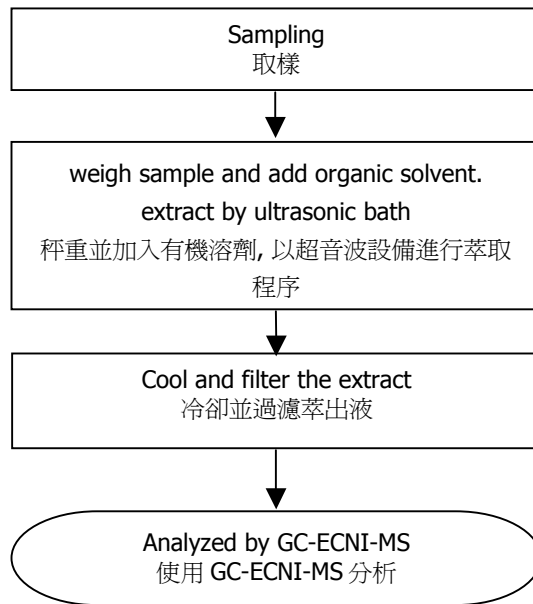 Sampling
取樣
weigh sample and add organic solvent.
extract by ultrasonic bath
秤重並加入有機溶劑, 以超音波設備進行萃取
程序
Cool and filter the extract
冷卻並過濾萃出液
Analyzed by GC-ECNI-MS
使用 GC-ECNI-MS 分析